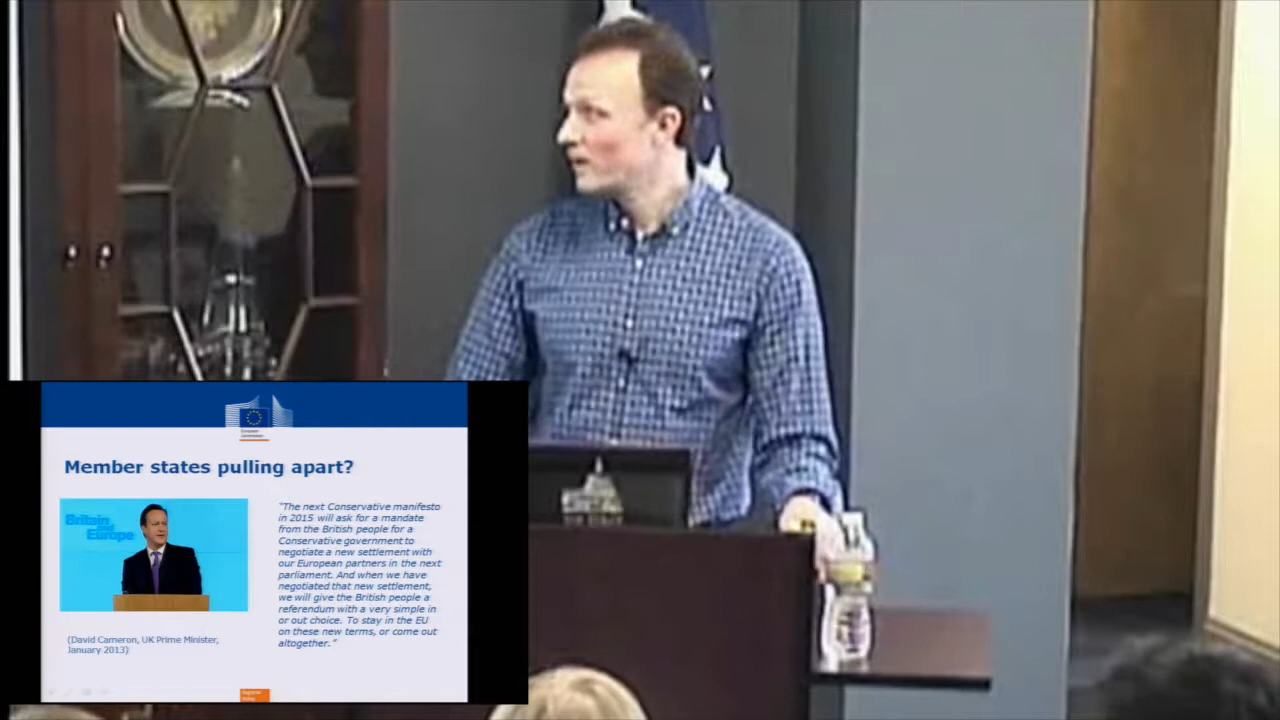 European
Commission
Member states pulling apart?
Britain
and
Europe
"The next Conservative manifesto
in 2015 will ask for a mandate
from the British people for a
Conservative government to
negotiate a new settlement with
our European partners in the next
parliament. And when we have
negotiated that new settlement,
we will give the British people a
referendum with a very simple in
or out choice. To stay in the EU
on these new terms, or come out
altogether."
(David Cameron, UK Prime Minister,
January 2013)
Regional
Policy